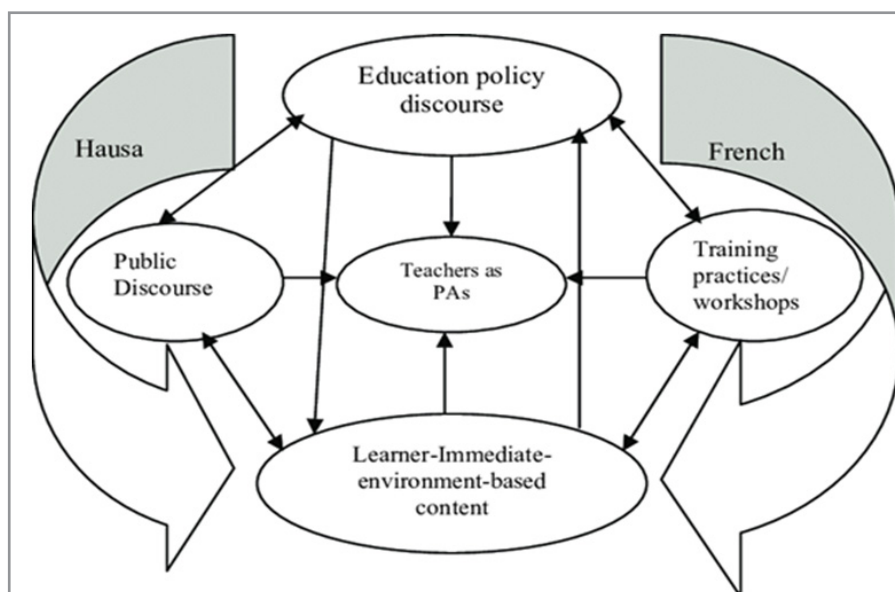 Education policy
discourse
Hausa
French
Public
Discourse
Teachers as
PAs
Training
practices/
workshops
Learner-Immediate-
environment-based
content